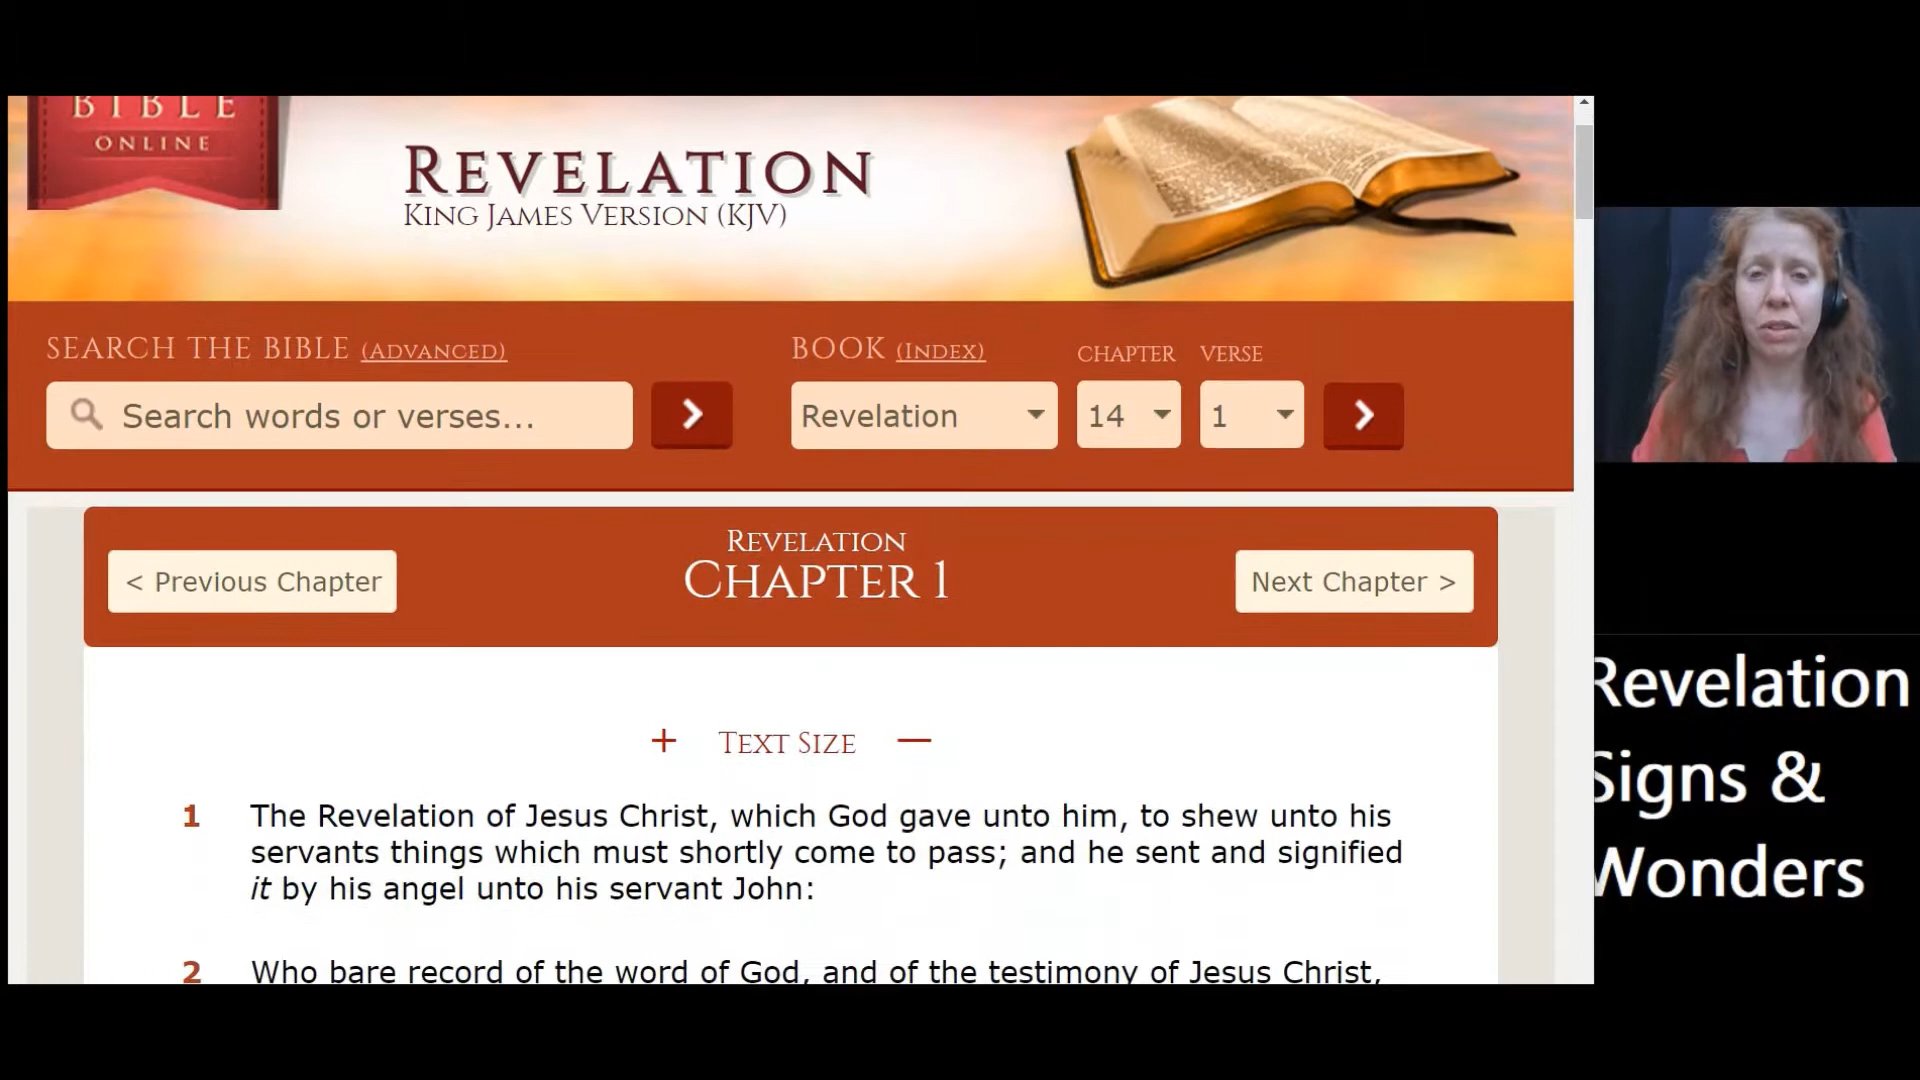 BIBLE
ONLINE
REVELATION
KING JAMES VERSION (KJV)
SEARCH THE BIBLE (ADVANCED)
BOOK (INDEX)
CHAPTER
VERSE
Search words or verses...
Revelation
14
1
REVELATION
CHAPTER 1
< Previous Chapter
Next Chapter >
+ TEXT SIZE —
1 The Revelation of Jesus Christ, which God gave unto him, to shew unto his
servants things which must shortly come to pass; and he sent and signified
it by his angel unto his servant John:
2 Who bare record of the word of God, and of the testimony of Jesus Christ,
Revelation
Signs &
Wonders